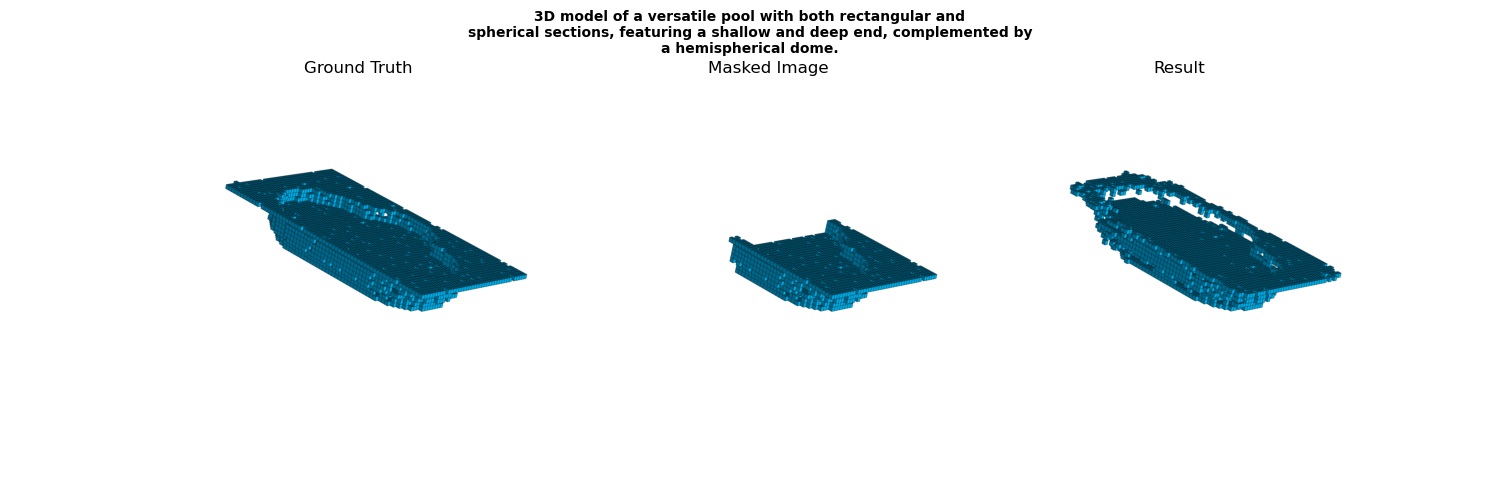 3D model of a versatile pool with both rectangular and
spherical sections, featuring a shallow and deep end, complemented by
a hemispherical dome.
Ground Truth
Masked Image
Result